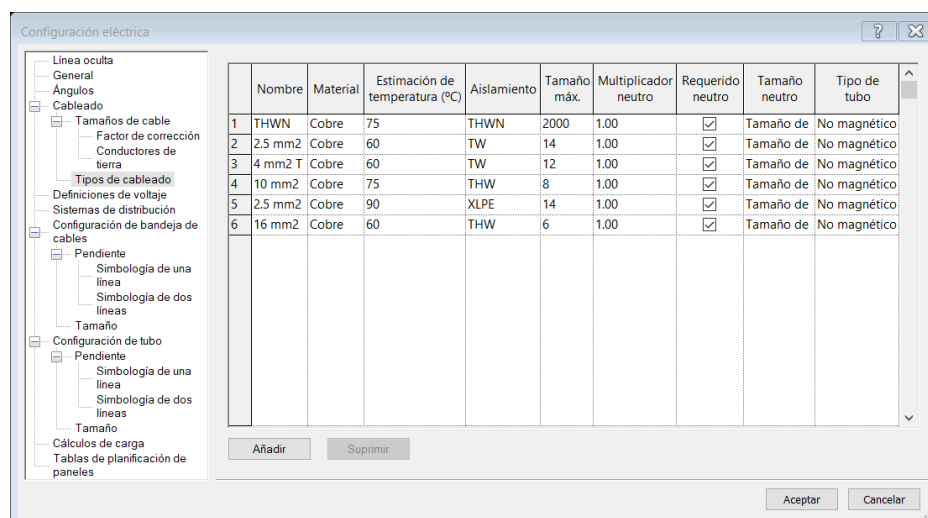 Configuración eléctrica
Línea oculta
General
Ángulos
Cableado
Tamaños de cable
Factor de corrección
Conductores de
tierra
Tipos de cableado
Definiciones de voltaje
Sistemas de distribución
Configuración de bandeja de
cables
Pendiente
Simbología de una
línea
Simbología de dos
líneas
Tamaño
Configuración de tubo
Pendiente
Simbología de una
línea
Simbología de dos
líneas
Tamaño
Cálculos de carga
Tablas de planificación de
paneles
Nombre Material Estimación de temperatura (ºC) Aislamiento Tamaño máx. Multiplicador neutro Requerido neutro Tamaño neutro Tipo de tubo
1 THWN Cobre 75 THWN 2000 1.00 Tamaño de No magnético
2 2.5 mm2 Cobre 60 TW 14 1.00 Tamaño de No magnético
3 4 mm2 T Cobre 60 TW 12 1.00 Tamaño de No magnético
4 10 mm2 Cobre 75 THW 8 1.00 Tamaño de No magnético
5 2.5 mm2 Cobre 90 XLPE 14 1.00 Tamaño de No magnético
6 16 mm2 Cobre 60 THW 6 1.00 Tamaño de No magnético
Añadir Suprimir
Aceptar Cancelar